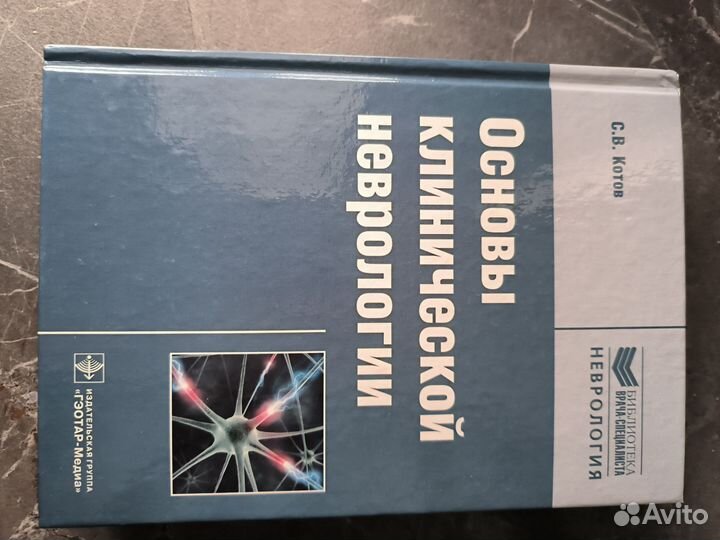 С.В. Котов
БИБЛИОТЕКА
ВРАЧА-СПЕЦИАЛИСТА
НЕВРОЛОГИЯ
Основы
клинической
неврологии
ИЗДАТЕЛЬСКАЯ ГРУППА
«ГЭОТАР-Медиа»
Avito